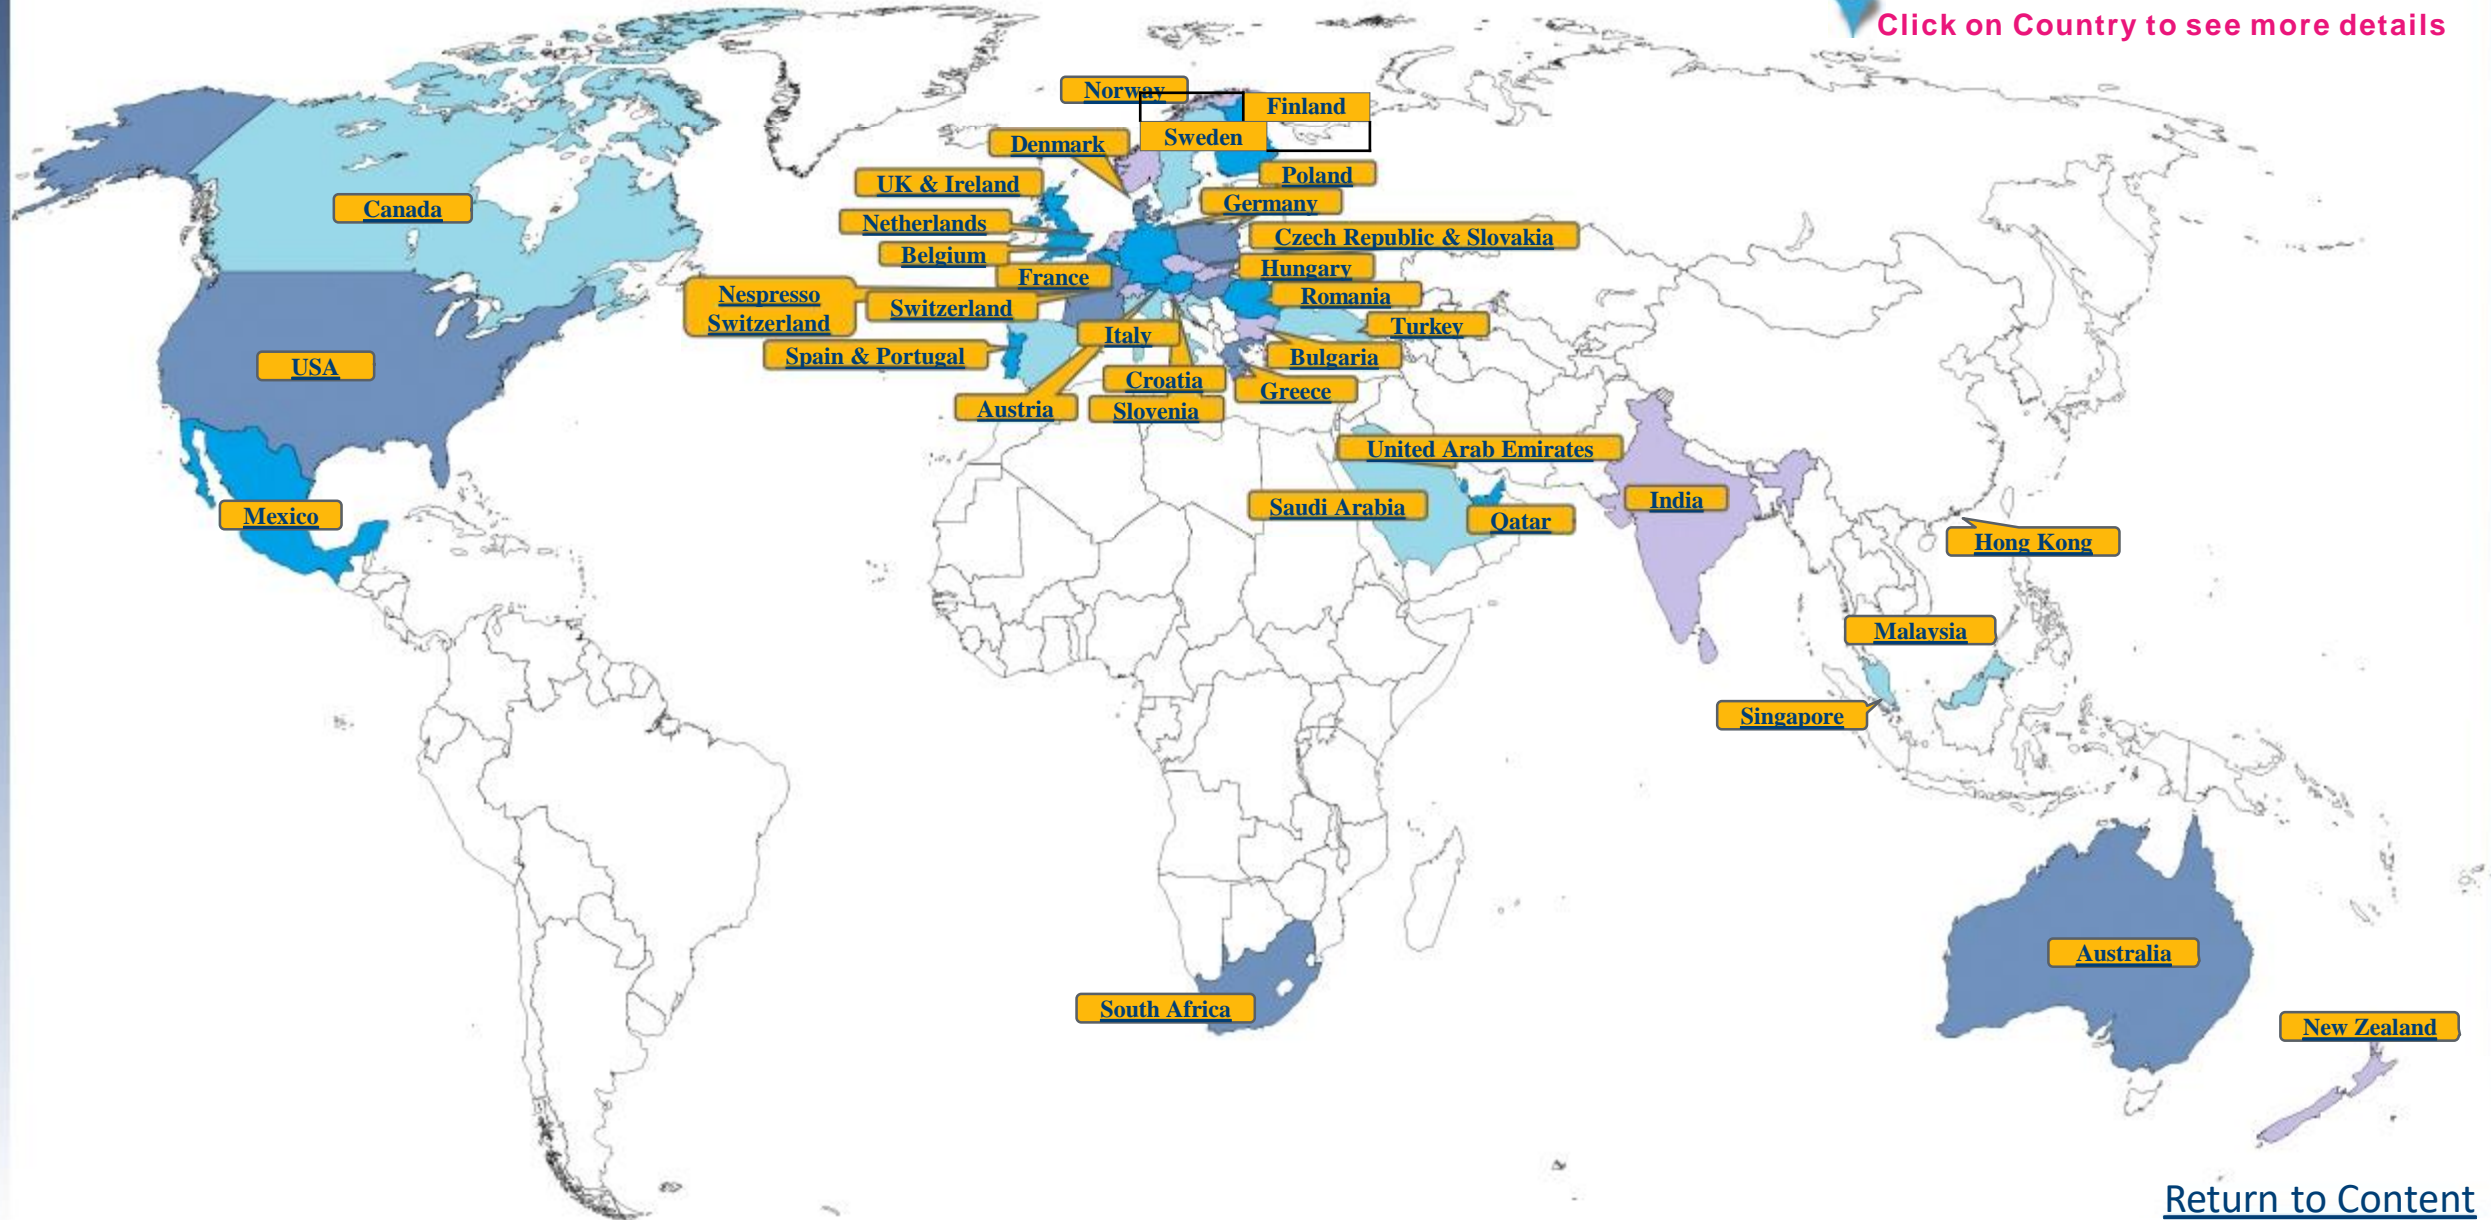 Click on Country to see more details
Norway
Finland
Sweden
Denmark
Poland
UK & Ireland
Germany
Canada
Netherlands
Czech Republic & Slovakia
Belgium
Hungary
France
Nespresso
Switzerland
Switzerland
Romania
Turkey
Italy
Spain & Portugal
Bulgaria
USA
Croatia
Greece
Austria
Slovenia
United Arab Emirates
India
Saudi Arabia
Mexico
Qatar
Hong Kong
Malaysia
Singapore
Australia
South Africa
New Zealand
Return to Content